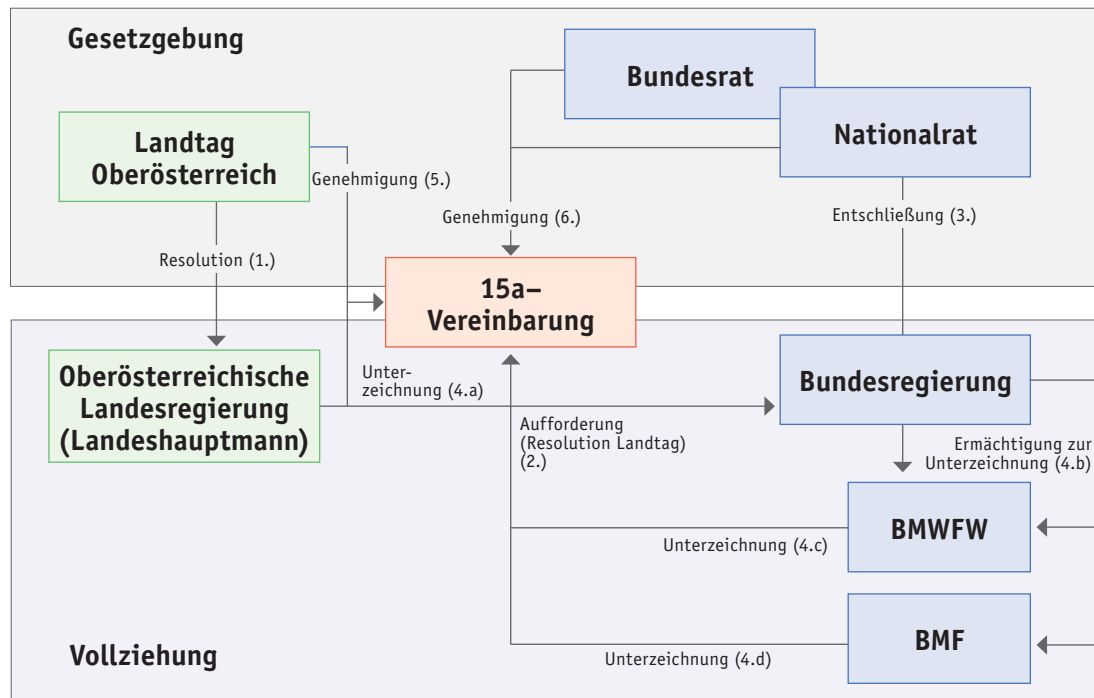 Gesetzgebung
Bundesrat
Nationalrat
Landtag
Oberösterreich
Genehmigung (5.)
Genehmigung (6.)
Entschließung (3.)
Resolution (1.)
15a–
Vereinbarung
Oberösterreichische
Landesregierung
(Landeshauptmann)
Unter-
zeichnung (4.a)
Bundesregierung
Aufforderung
(Resolution Landtag)
(2.)
Ermächtigung zur
Unterzeichnung (4.b)
BMWFW
Unterzeichnung (4.c)
BMF
Unterzeichnung (4.d)
Vollziehung